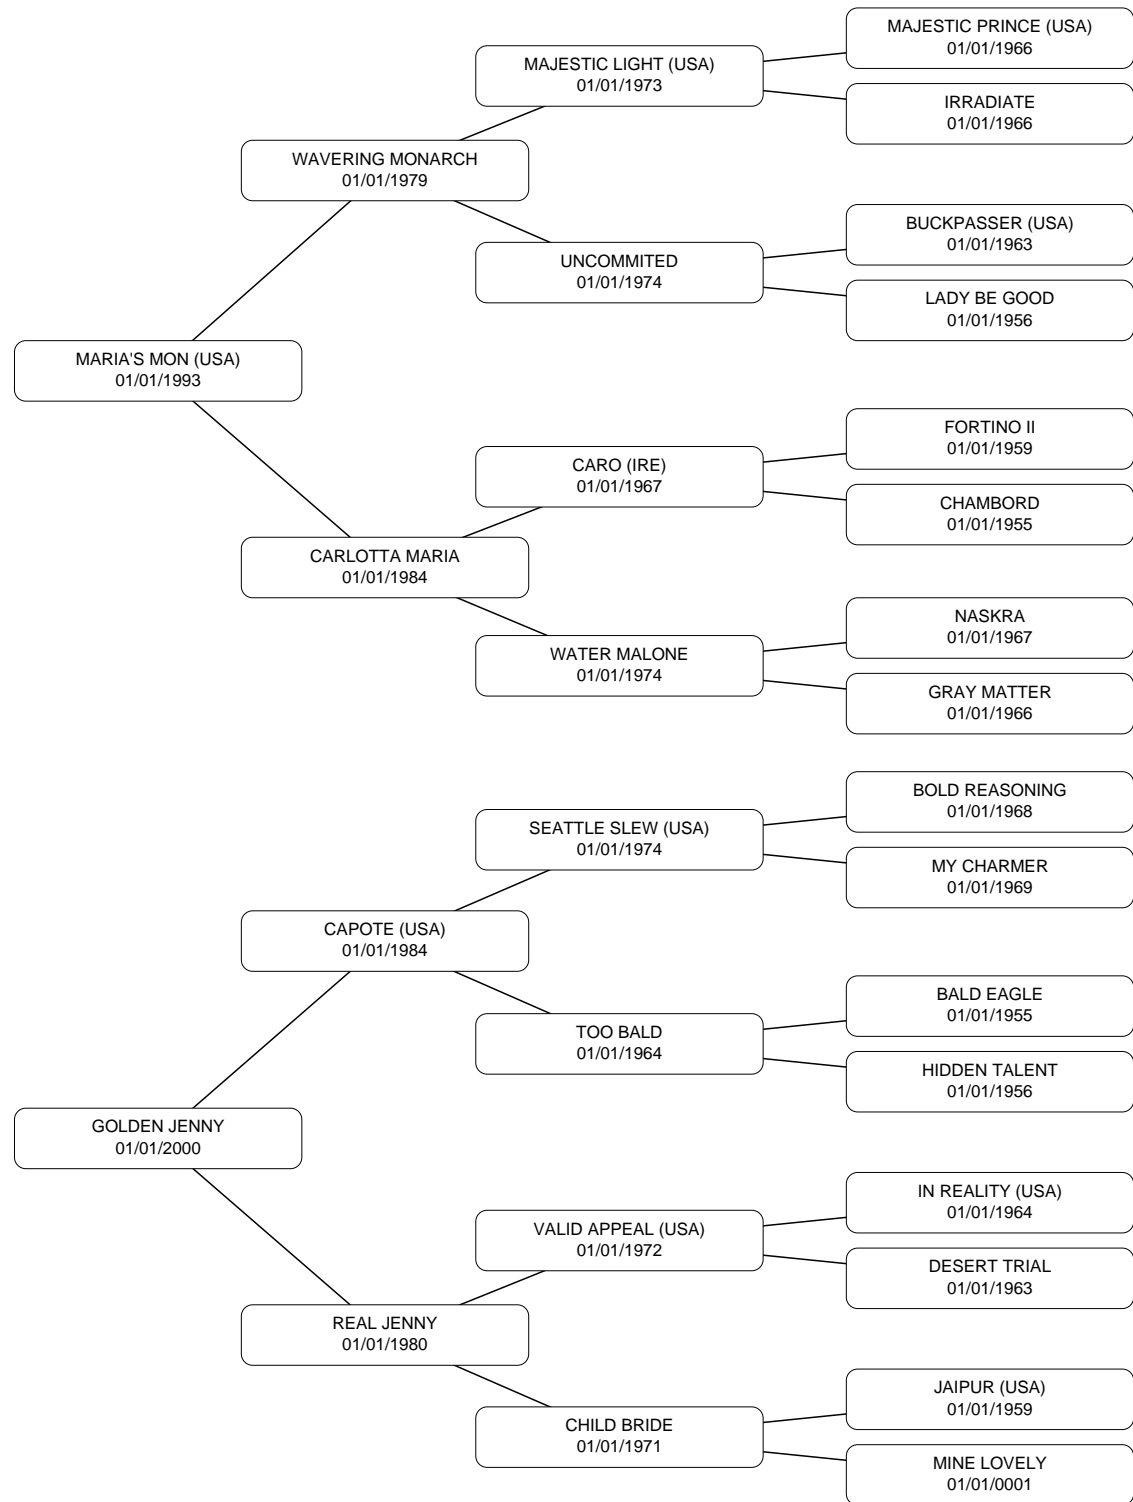 MAJESTIC PRINCE (USA)
01/01/1966
MAJESTIC LIGHT (USA)
01/01/1973
IRRADIATE
01/01/1966
WAVERING MONARCH
01/01/1979
BUCKPASSER (USA)
01/01/1963
UNCOMMITED
01/01/1974
LADY BE GOOD
01/01/1956
MARIA'S MON (USA)
01/01/1993
FORTINO II
01/01/1959
CARO (IRE)
01/01/1967
CHAMBORD
01/01/1955
CARLOTTA MARIA
01/01/1984
NASKRA
01/01/1967
WATER MALONE
01/01/1974
GRAY MATTER
01/01/1966
BOLD REASONING
01/01/1968
SEATTLE SLEW (USA)
01/01/1974
MY CHARMER
01/01/1969
CAPOTE (USA)
01/01/1984
BALD EAGLE
01/01/1955
TOO BALD
01/01/1964
HIDDEN TALENT
01/01/1956
GOLDEN JENNY
01/01/2000
IN REALITY (USA)
01/01/1964
VALID APPEAL (USA)
01/01/1972
DESERT TRIAL
01/01/1963
REAL JENNY
01/01/1980
JAIPUR (USA)
01/01/1959
CHILD BRIDE
01/01/1971
MINE LOVELY
01/01/0001